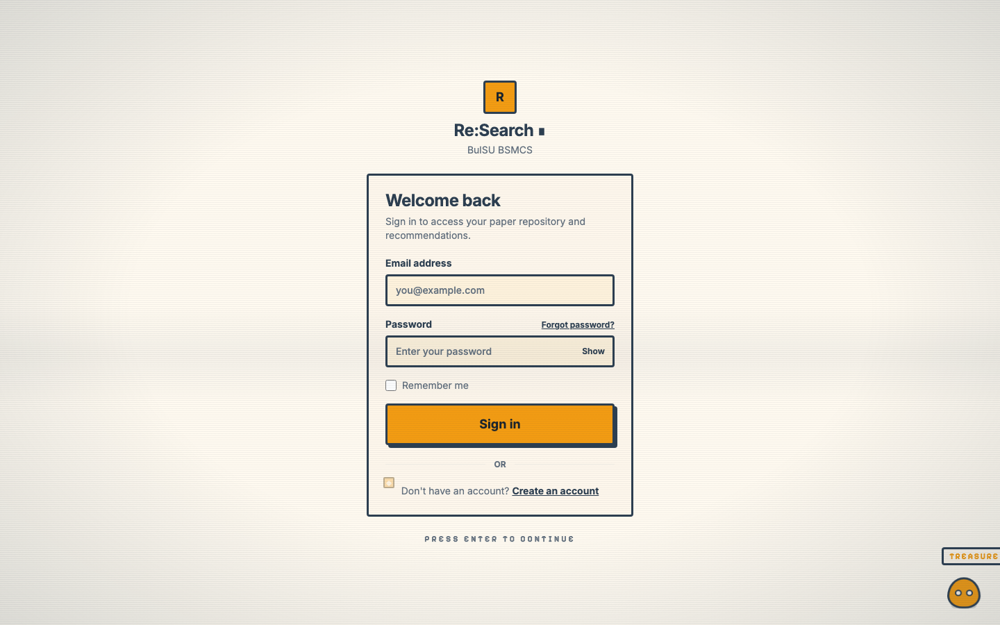 R
Re:Search
BulSU BSMCS
Welcome back
Sign in to access your paper repository and
recommendations.
Email address
you@example.com
Password
Forgot password?
Enter your password
Show
Remember me
Sign in
OR
Don't have an account? Create an account
PRESS ENTER TO CONTINUE
TREASURE